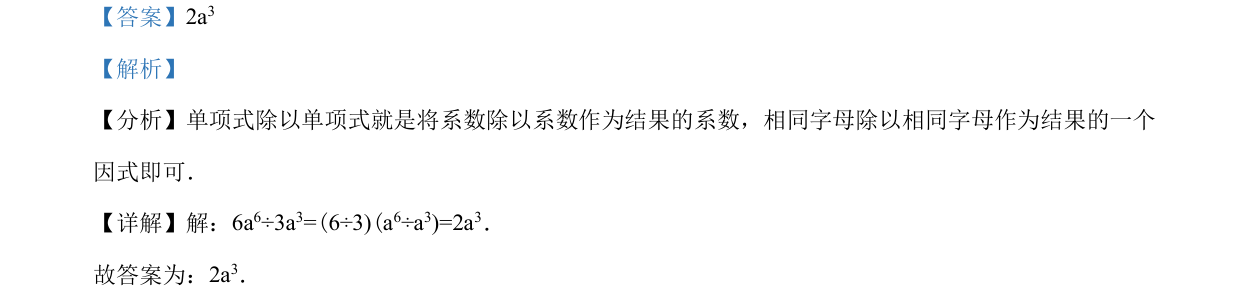 【答案】2a³
【解析】
【分析】单项式除以单项式就是将系数除以系数作为结果的系数，相同字母除以相同字母作为结果的一个
因式即可．
【详解】解：6a⁶÷3a³=（6÷3）（a⁶÷a³)=2a³．
故答案为：2a³．